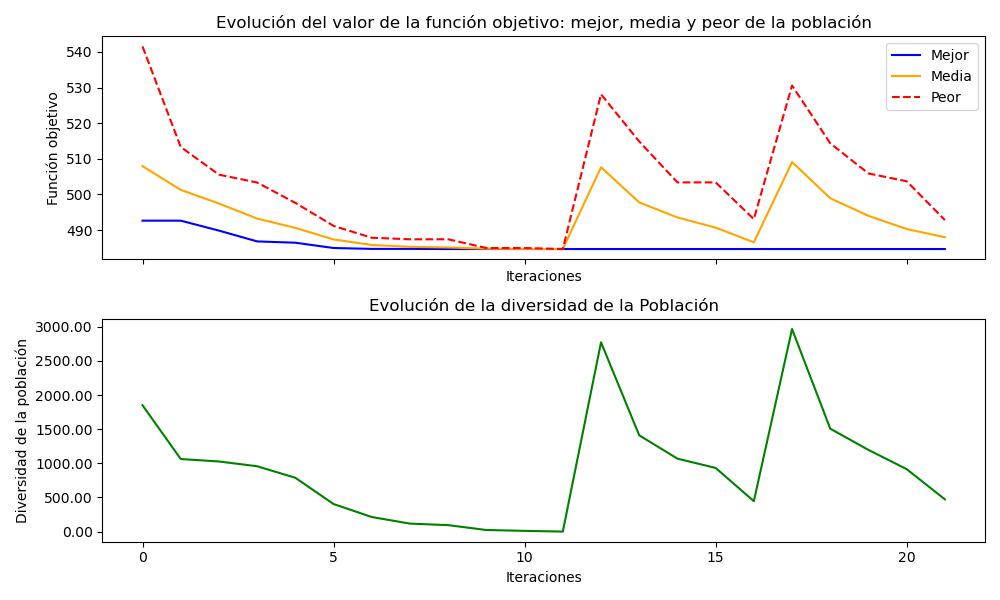 Evolución del valor de la función objetivo: mejor, media y peor de la población
Función objetivo
540
530
520
510
500
490
Mejor
Media
Peor
Iteraciones
Evolución de la diversidad de la Población
Diversidad de la población
3000.00
2500.00
2000.00
1500.00
1000.00
500.00
0.00
0 5 10 15 20
Iteraciones